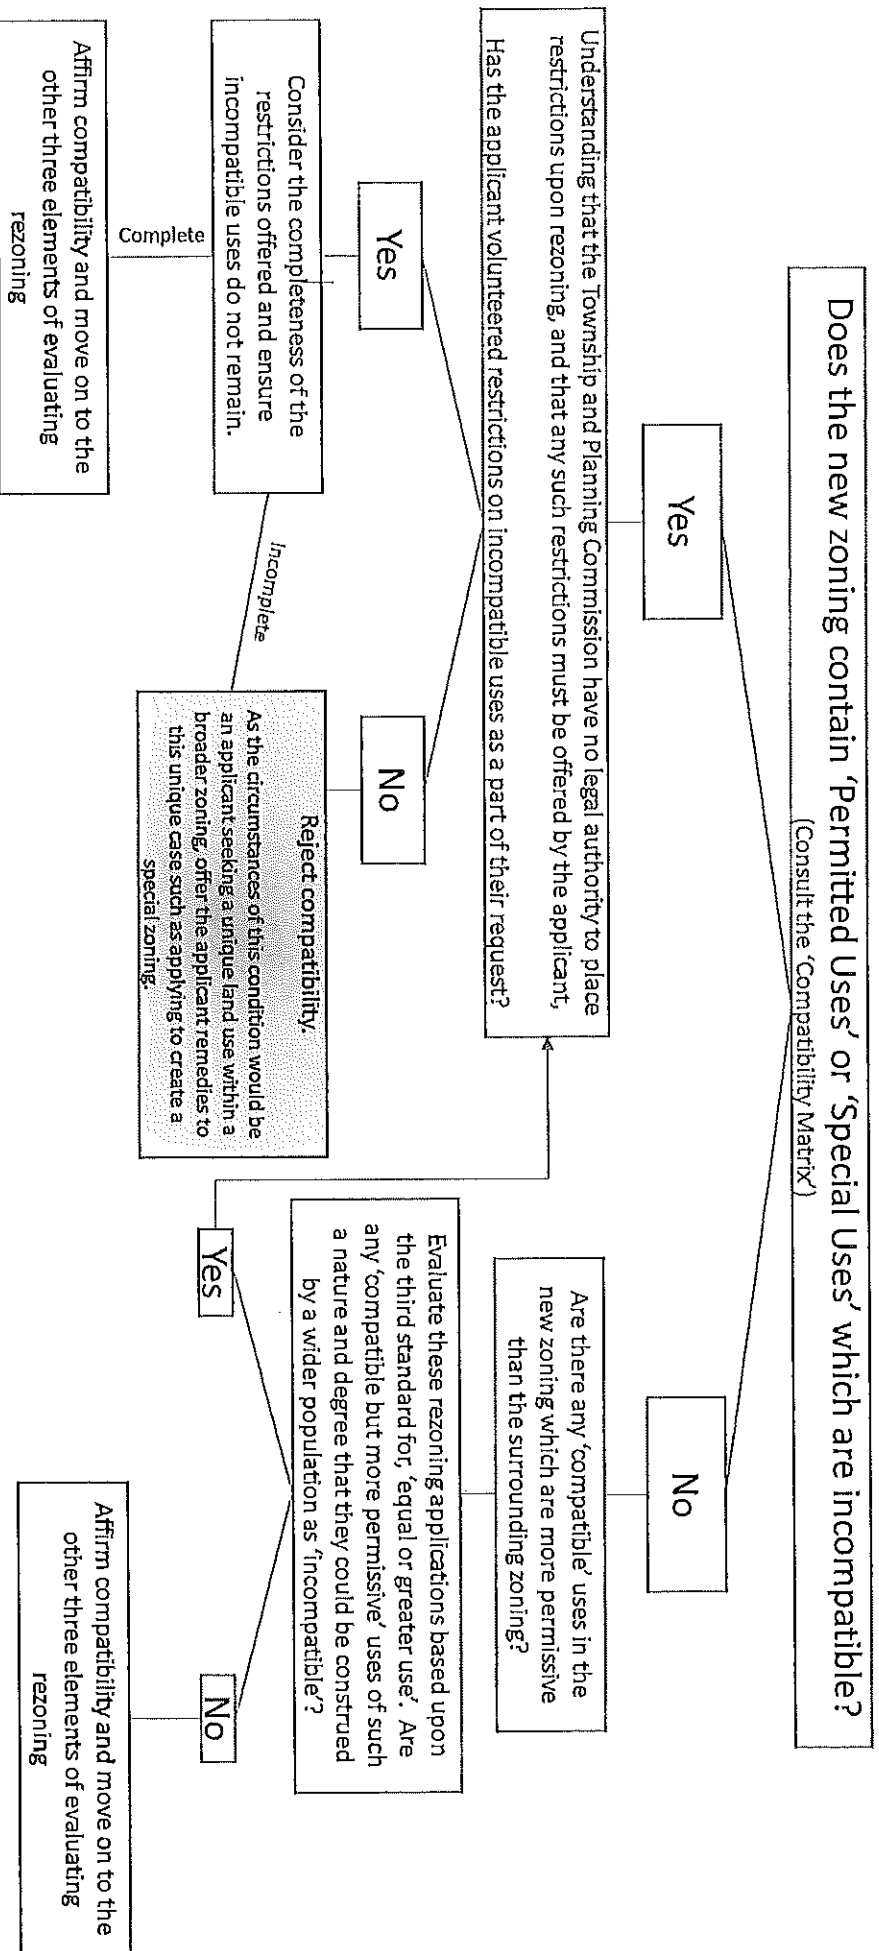 Does the new zoning contain ‘Permitted Uses’ or ‘Special Uses’ which are incompatible?
(Consult the ‘Compatibility Matrix’)
Yes
No
Understanding that the Township and Planning Commission have no legal authority to place
restrictions upon rezoning, and that any such restrictions must be offered by the applicant,
Has the applicant volunteered restrictions on incompatible uses as a part of their request?
Are there any ‘compatible’ uses in the
new zoning which are more permissive
than the surrounding zoning?
Yes
No
Evaluate these rezoning applications based upon
the third standard for, ‘equal or greater use’. Are
any ‘compatible but more permissive’ uses of such
a nature and degree that they could be construed
by a wider population as ‘incompatible’?
Consider the completeness of the
restrictions offered and ensure
incompatible uses do not remain.
Incomplete
Reject compatibility.
As the circumstances of this condition would be
an applicant seeking a unique land use within a
broader zoning, offer the applicant remedies to
this unique case such as applying to create a
special zoning.
Yes
No
Complete
Affirm compatibility and move on to the
other three elements of evaluating
rezoning
Affirm compatibility and move on to the
other three elements of evaluating
rezoning